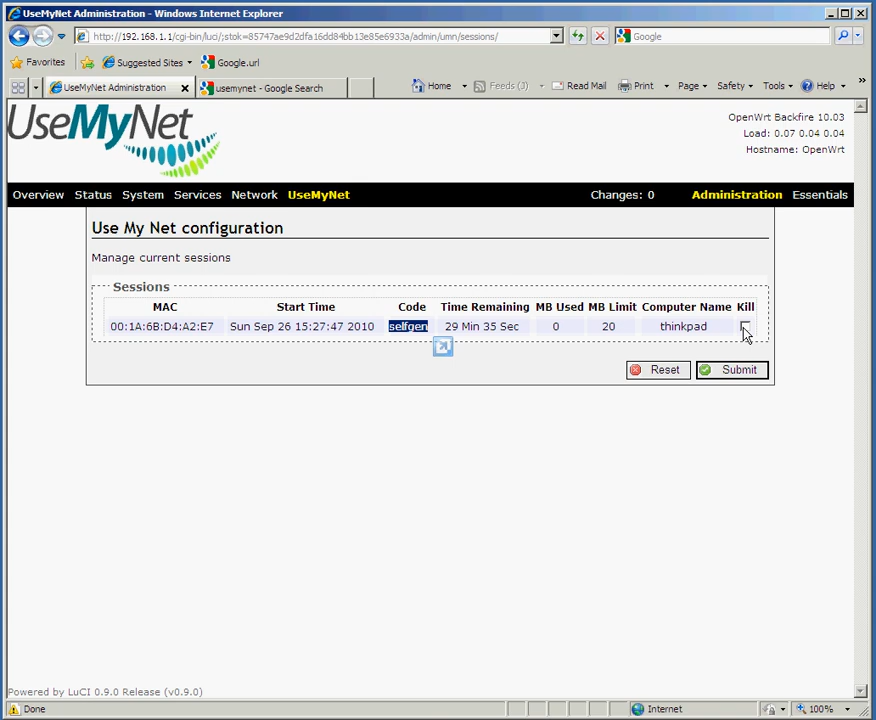 UseMyNet Administration - Windows Internet Explorer
http://192.168.1.1/cgi-bin/luci/;stok=85747ae9d2dfa16dd84bb13e85e6933a/admin/umn/sessions/
Google
Favorites Suggested Sites Google.url
UseMyNet Administration usemynet - Google Search Home Feeds (J) Read Mail Print Page Safety Tools Help »
UseMyNet
OpenWrt Backfire 10.03
Load: 0.07 0.04 0.04
Hostname: OpenWrt
Overview Status System Services Network UseMyNet Changes: 0 Administration Essentials
Use My Net configuration
Manage current sessions
Sessions
MAC Start Time Code Time Remaining MB Used MB Limit Computer Name Kill
00:1A:6B:D4:A2:E7 Sun Sep 26 15:27:47 2010 selfgen 29 Min 35 Sec 0 20 thinkpad
Reset Submit
Powered by LuCI 0.9.0 Release (v0.9.0)
Done Internet 100%